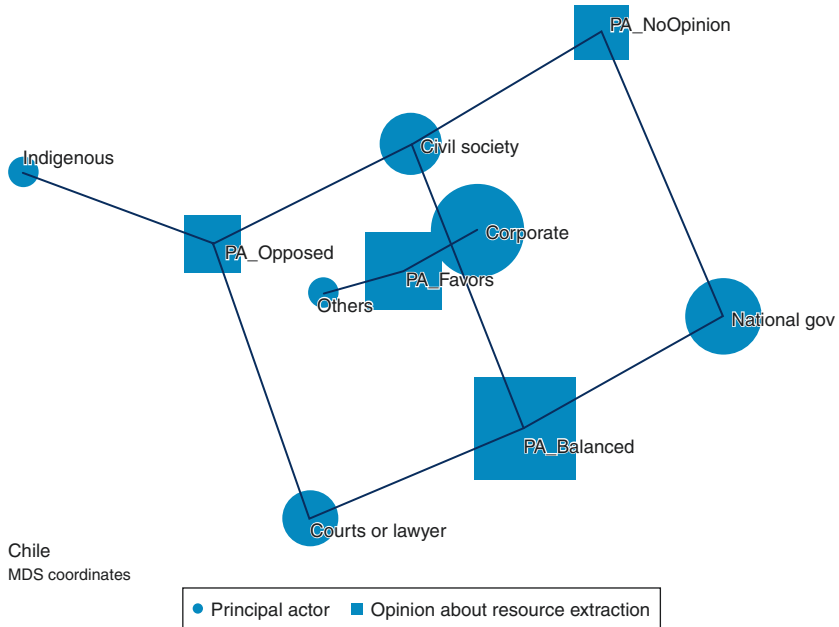 PA_NoOpinion
Civil society
Indigenous
Corporate
PA_Opposed
PA_Favors
Others
National gov
PA_Balanced
Courts or lawyer
Chile
MDS coordinates
Principal actor
Opinion about resource extraction